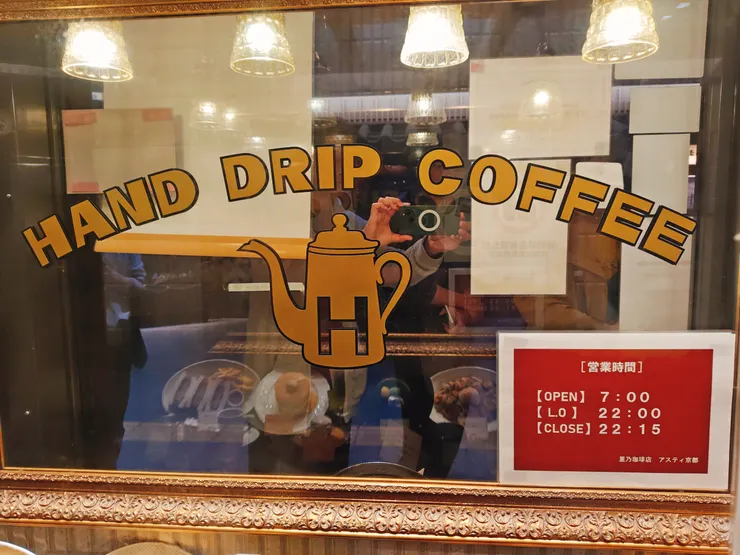 HAND DRIP COFFEE
H
[営業時間]
【OPEN】 7：00
【 L.O 】 22：00
【CLOSE】22：15
星乃珈琲店 アスティ京都